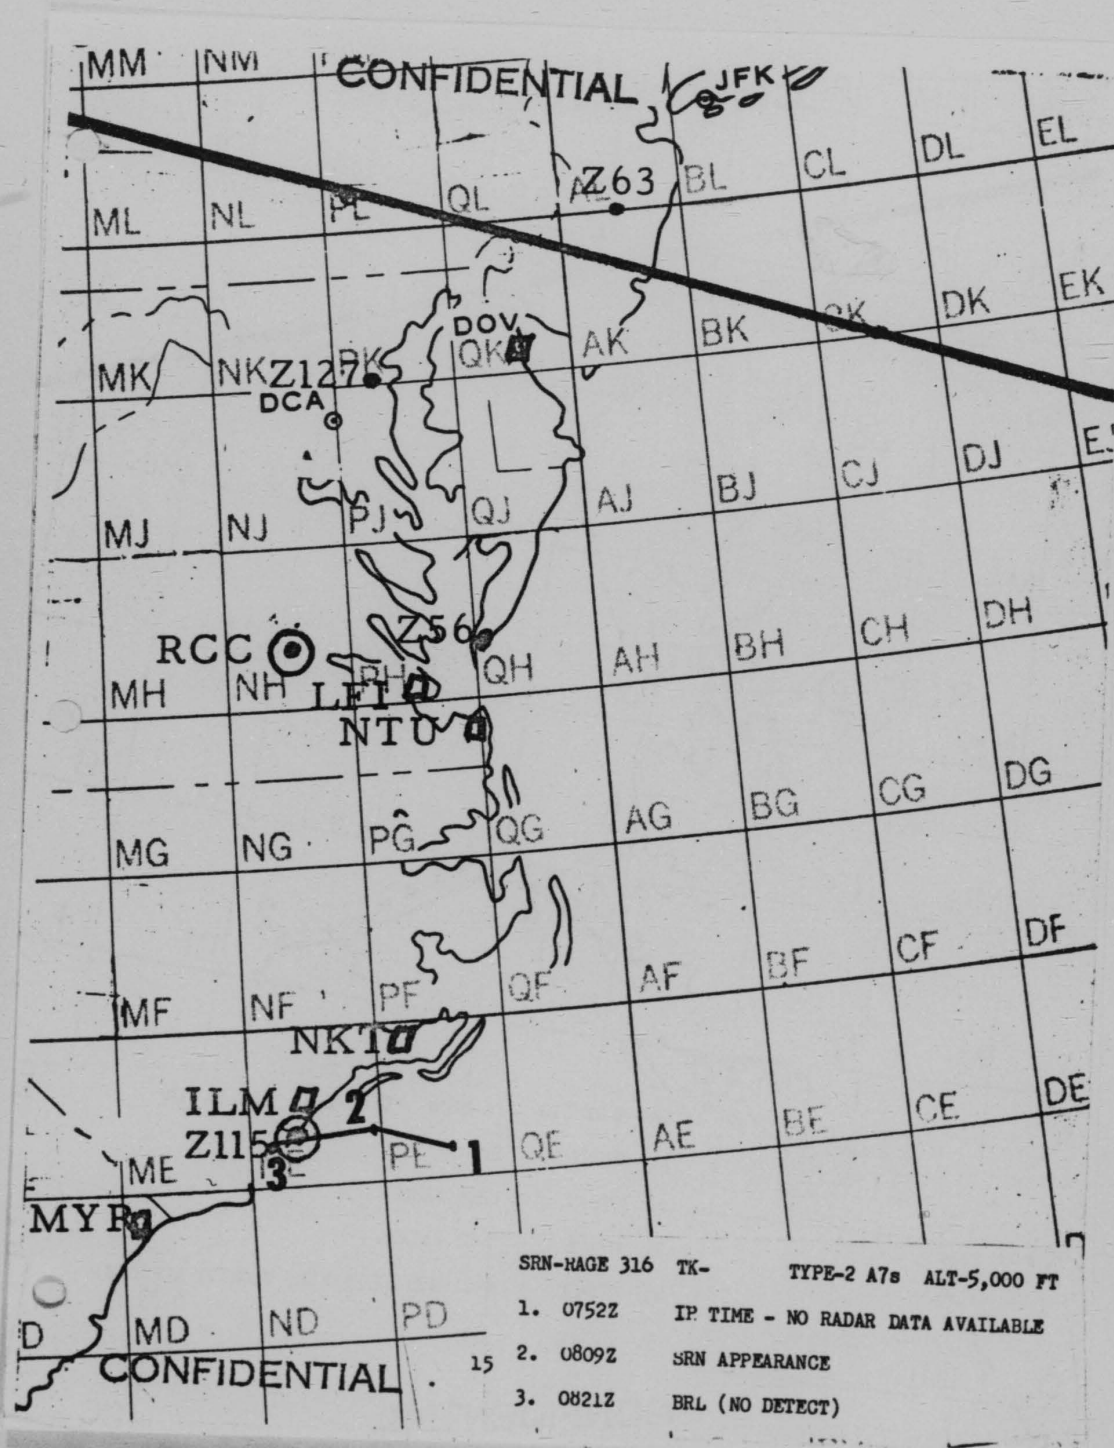 MM NM
CONFIDENTIAL
JFK
ML NL PL QL Z63 BL CL DL EL
MK NK Z127 PK DOV QK AK BK CK DK EK
DCA
MJ NJ PJ QJ AJ BJ CJ DJ EJ
RCC
Z56
MH NH PH QH AH BH CH DH
LFI
NTU
MG NG PG QG AG BG CG DG
MF NF PF QF AF BF CF DF
NKT
ILM 2
Z115 1
3
ME PE QE AE BE CE DE
MYR
D MD ND PD
CONFIDENTIAL
15
SRN-RAGE 316 TK- TYPE-2 A7s ALT-5,000 FT
1. 0752Z IP TIME - NO RADAR DATA AVAILABLE
2. 0809Z SRN APPEARANCE
3. 0821Z BRL (NO DETECT)